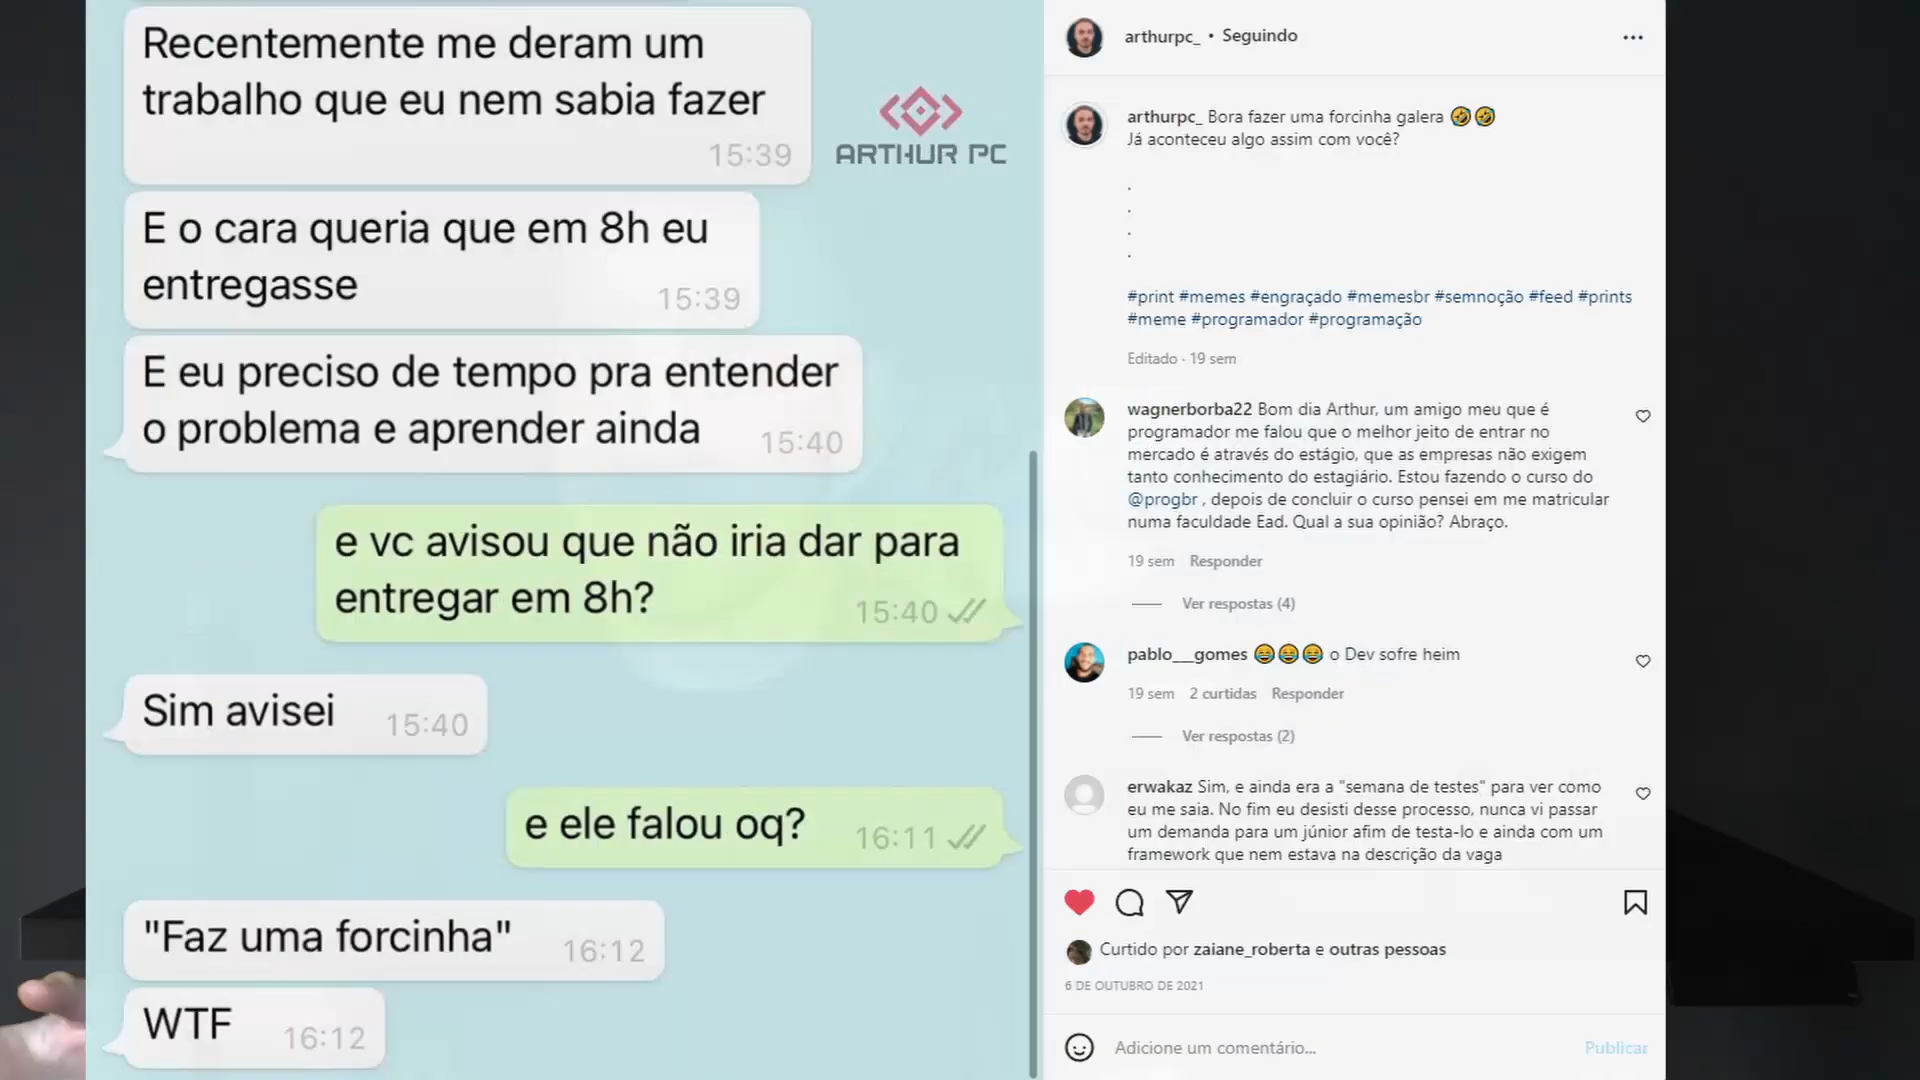 Recentemente me deram um
trabalho que eu nem sabia fazer
15:39
ARTHUR PC
E o cara queria que em 8h eu
entregasse
15:39
E eu preciso de tempo pra entender
o problema e aprender ainda
15:40
e vc avisou que não iria dar para
entregar em 8h?
15:40
Sim avisei
15:40
e ele falou oq?
16:11
"Faz uma forcinha"
16:12
WTF
16:12
arthurpc_ • Seguindo
arthurpc_ Bora fazer uma forcinha galera 🤣🤣
Já aconteceu algo assim com você?
.
.
.
.
#print #memes #engraçado #memesbr #semnoção #feed #prints
#meme #programador #programação
Editado · 19 sem
wagnerborba22 Bom dia Arthur, um amigo meu que é
programador me falou que o melhor jeito de entrar no
mercado é através do estágio, que as empresas não exigem
tanto conhecimento do estagiário. Estou fazendo o curso do
@progbr , depois de concluir o curso pensei em me matricular
numa faculdade Ead. Qual a sua opinião? Abraço.
19 sem Responder
Ver respostas (4)
pablo__gomes 😂😂😂 o Dev sofre heim
19 sem 2 curtidas Responder
Ver respostas (2)
erwakaz Sim, e ainda era a "semana de testes" para ver como
eu me saia. No fim eu desisti desse processo, nunca vi passar
um demanda para um júnior afim de testa-lo e ainda com um
framework que nem estava na descrição da vaga
Curtido por zaiane_roberta e outras pessoas
6 DE OUTUBRO DE 2021
Adicione um comentário...
Publicar